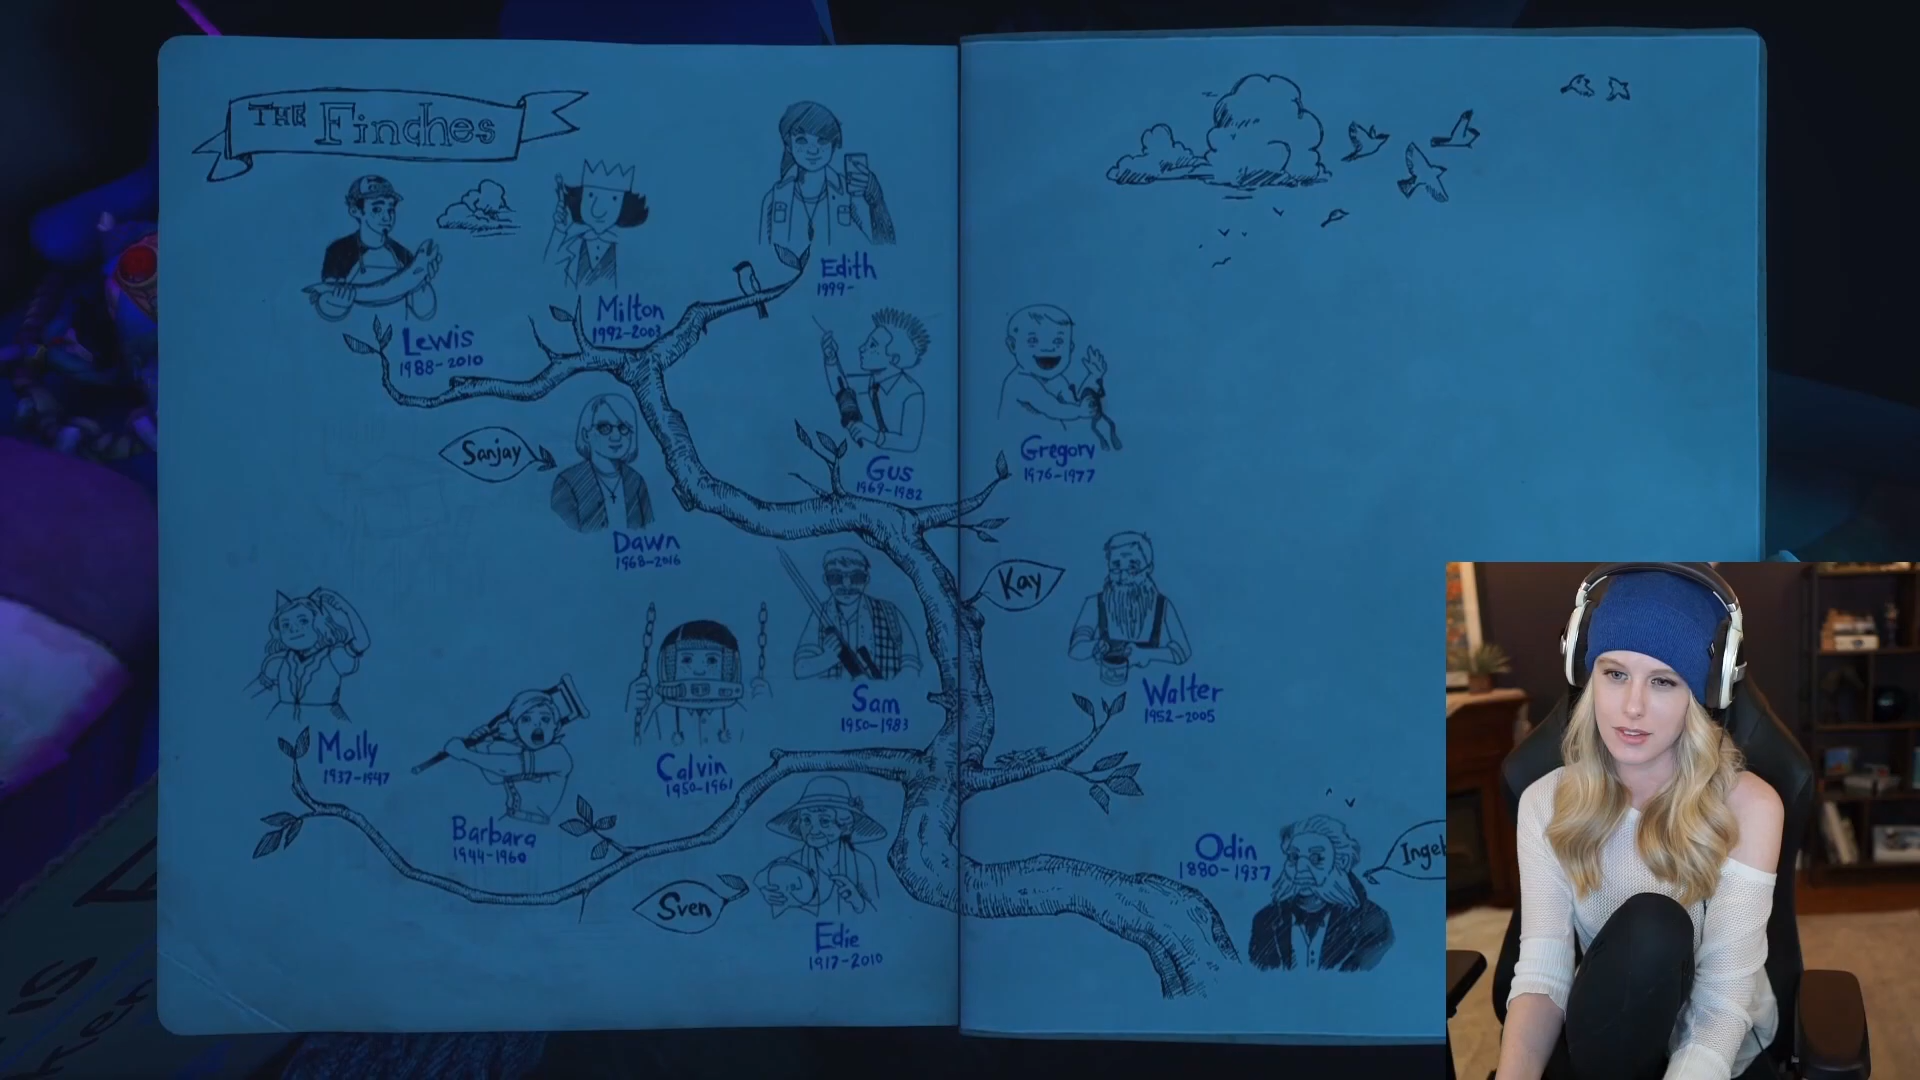 THE Finches
Edith
1999-
Milton
1992-2003
Lewis
1988-2010
Sanjay
Dawn
1968-2016
Gus
1969-1982
Gregory
1976-1977
Kay
Walter
1952-2005
Sam
1950-1983
Calvin
1950-1961
Molly
1937-1947
Barbara
1944-1960
Sven
Edie
1917-2010
Odin
1880-1937